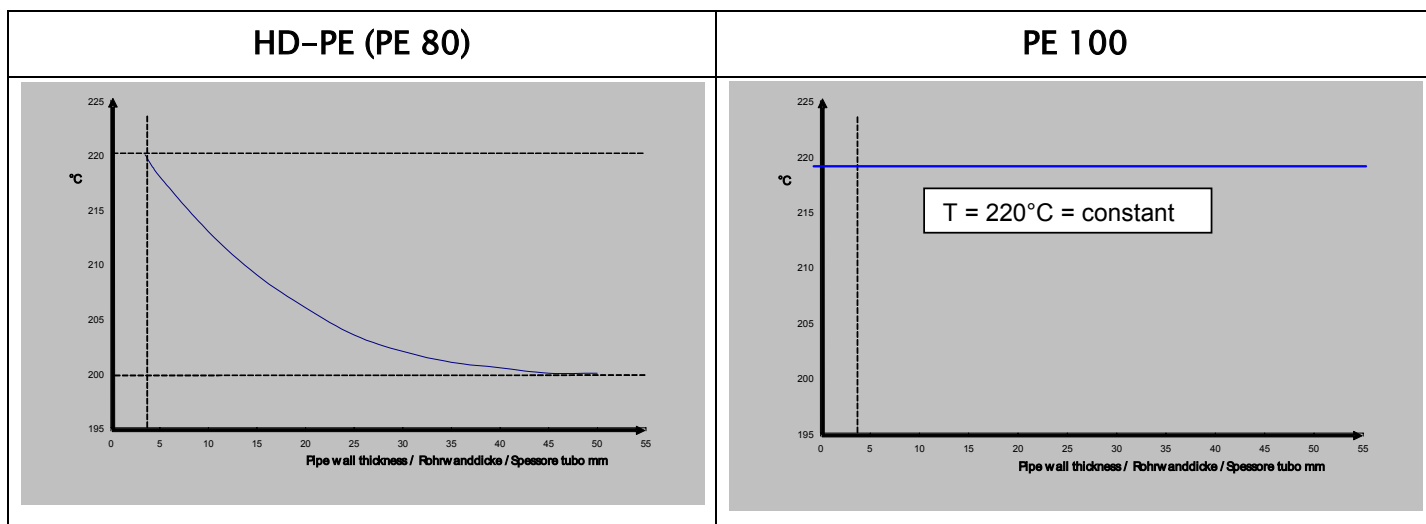 HD-PE (PE 80)
PE 100
225
220
°C
215
210
205
200
195
0 5 10 15 20 25 30 35 40 45 50 55
Pipe wall thickness / Rohrwanddicke / Spessore tubo mm
225
220
°C
T = 220°C = constant
215
210
205
200
195
0 5 10 15 20 25 30 35 40 45 50 55
Pipe wall thickness / Rohrwanddicke / Spessore tubo mm